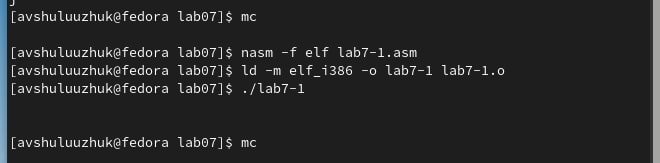 [avshuluuzhuk@fedora lab07]$ mc
[avshuluuzhuk@fedora lab07]$ nasm -f elf lab7-1.asm
[avshuluuzhuk@fedora lab07]$ ld -m elf_i386 -o lab7-1 lab7-1.o
[avshuluuzhuk@fedora lab07]$ ./lab7-1
[avshuluuzhuk@fedora lab07]$ mc